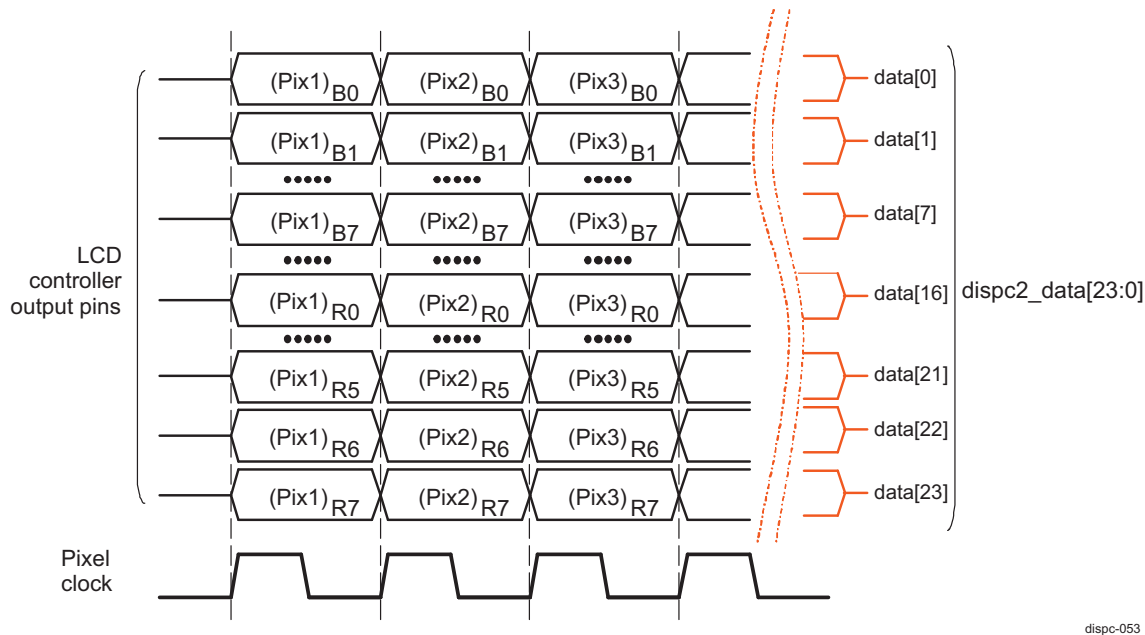 (Pix1)B0 (Pix2)B0 (Pix3)B0 data[0]
(Pix1)B1 (Pix2)B1 (Pix3)B1 data[1]
(Pix1)B7 (Pix2)B7 (Pix3)B7 data[7]
LCD
controller
output pins
(Pix1)R0 (Pix2)R0 (Pix3)R0 data[16]
dispc2_data[23:0]
(Pix1)R5 (Pix2)R5 (Pix3)R5 data[21]
(Pix1)R6 (Pix2)R6 (Pix3)R6 data[22]
(Pix1)R7 (Pix2)R7 (Pix3)R7 data[23]
Pixel
clock
dispc-053